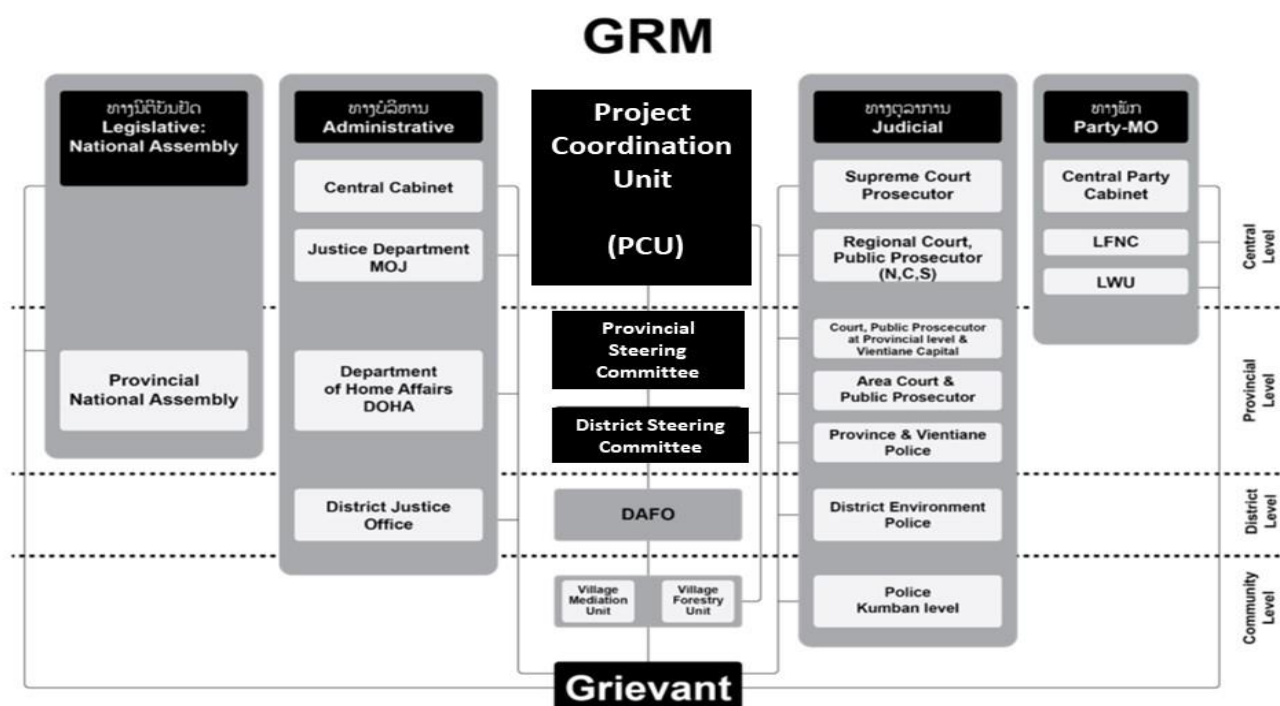 GRM
ທາງນິຕິບັນຍັດ
Legislative:
National Assembly
Provincial
National Assembly
ທາງບໍລິຫານ
Administrative
Central Cabinet
Justice Department
MOJ
Department
of Home Affairs
DOHA
District Justice
Office
Project
Coordination
Unit
(PCU)
Provincial
Steering
Committee
District Steering
Committee
DAFO
Village
Mediation
Unit
Village
Forestry
Unit
Grievant
ທາງຕຸລາການ
Judicial
Supreme Court
Prosecutor
Regional Court,
Public Prosecutor
(N,C,S)
Court, Public Proscecutor
at Provincial level &
Vientiane Capital
Area Court &
Public Prosecutor
Province & Vientiane
Police
District Environment
Police
Police
Kumban level
ທາງພັກ
Party-MO
Central Party
Cabinet
LFNC
LWU
Central
Level
Provincial
Level
District
Level
Community
Level